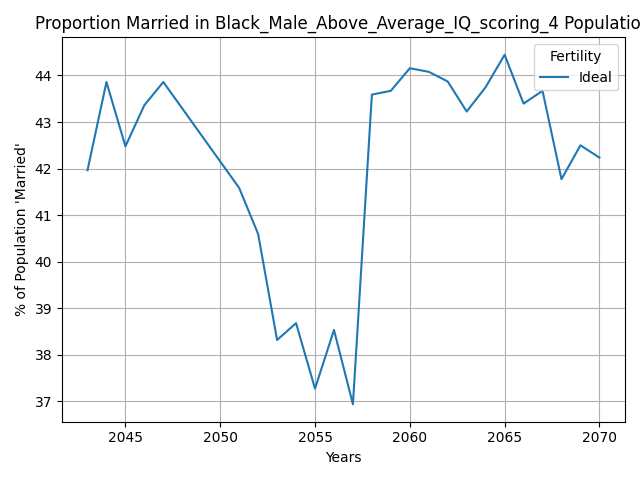 Proportion Married in Black_Male_Above_Average_IQ_scoring_4 Populatio
Fertility
Ideal
44
43
42
41
40
39
38
37
% of Population 'Married'
2045 2050 2055 2060 2065 2070
Years